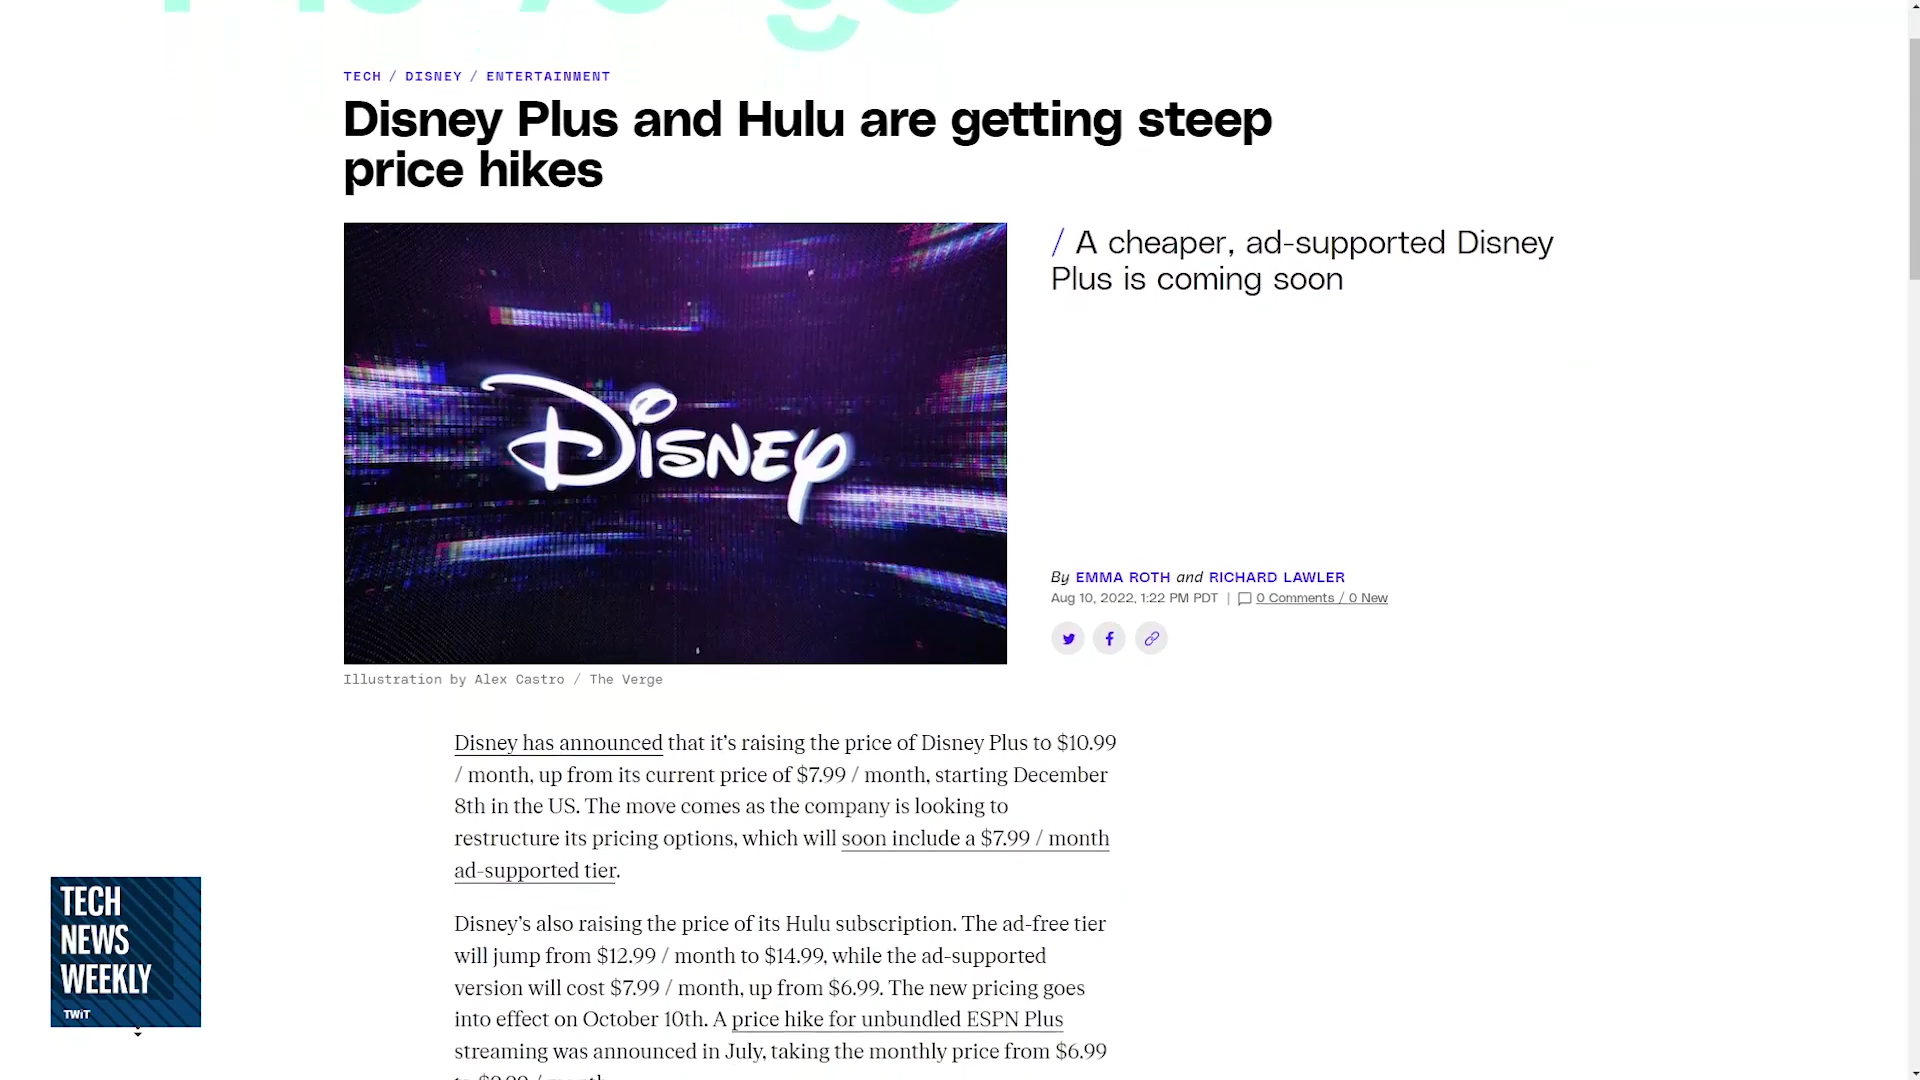 TECH / DISNEY / ENTERTAINMENT
Disney Plus and Hulu are getting steep
price hikes
/ A cheaper, ad-supported Disney
Plus is coming soon
DISNEY
By EMMA ROTH and RICHARD LAWLER
Aug 10, 2022, 1:22 PM PDT | 0 Comments / 0 New
Illustration by Alex Castro / The Verge
Disney has announced that it’s raising the price of Disney Plus to $10.99
/ month, up from its current price of $7.99 / month, starting December
8th in the US. The move comes as the company is looking to
restructure its pricing options, which will soon include a $7.99 / month
ad-supported tier.
Disney’s also raising the price of its Hulu subscription. The ad-free tier
will jump from $12.99 / month to $14.99, while the ad-supported
version will cost $7.99 / month, up from $6.99. The new pricing goes
into effect on October 10th. A price hike for unbundled ESPN Plus
streaming was announced in July, taking the monthly price from $6.99
TECH
NEWS
WEEKLY
TWiT